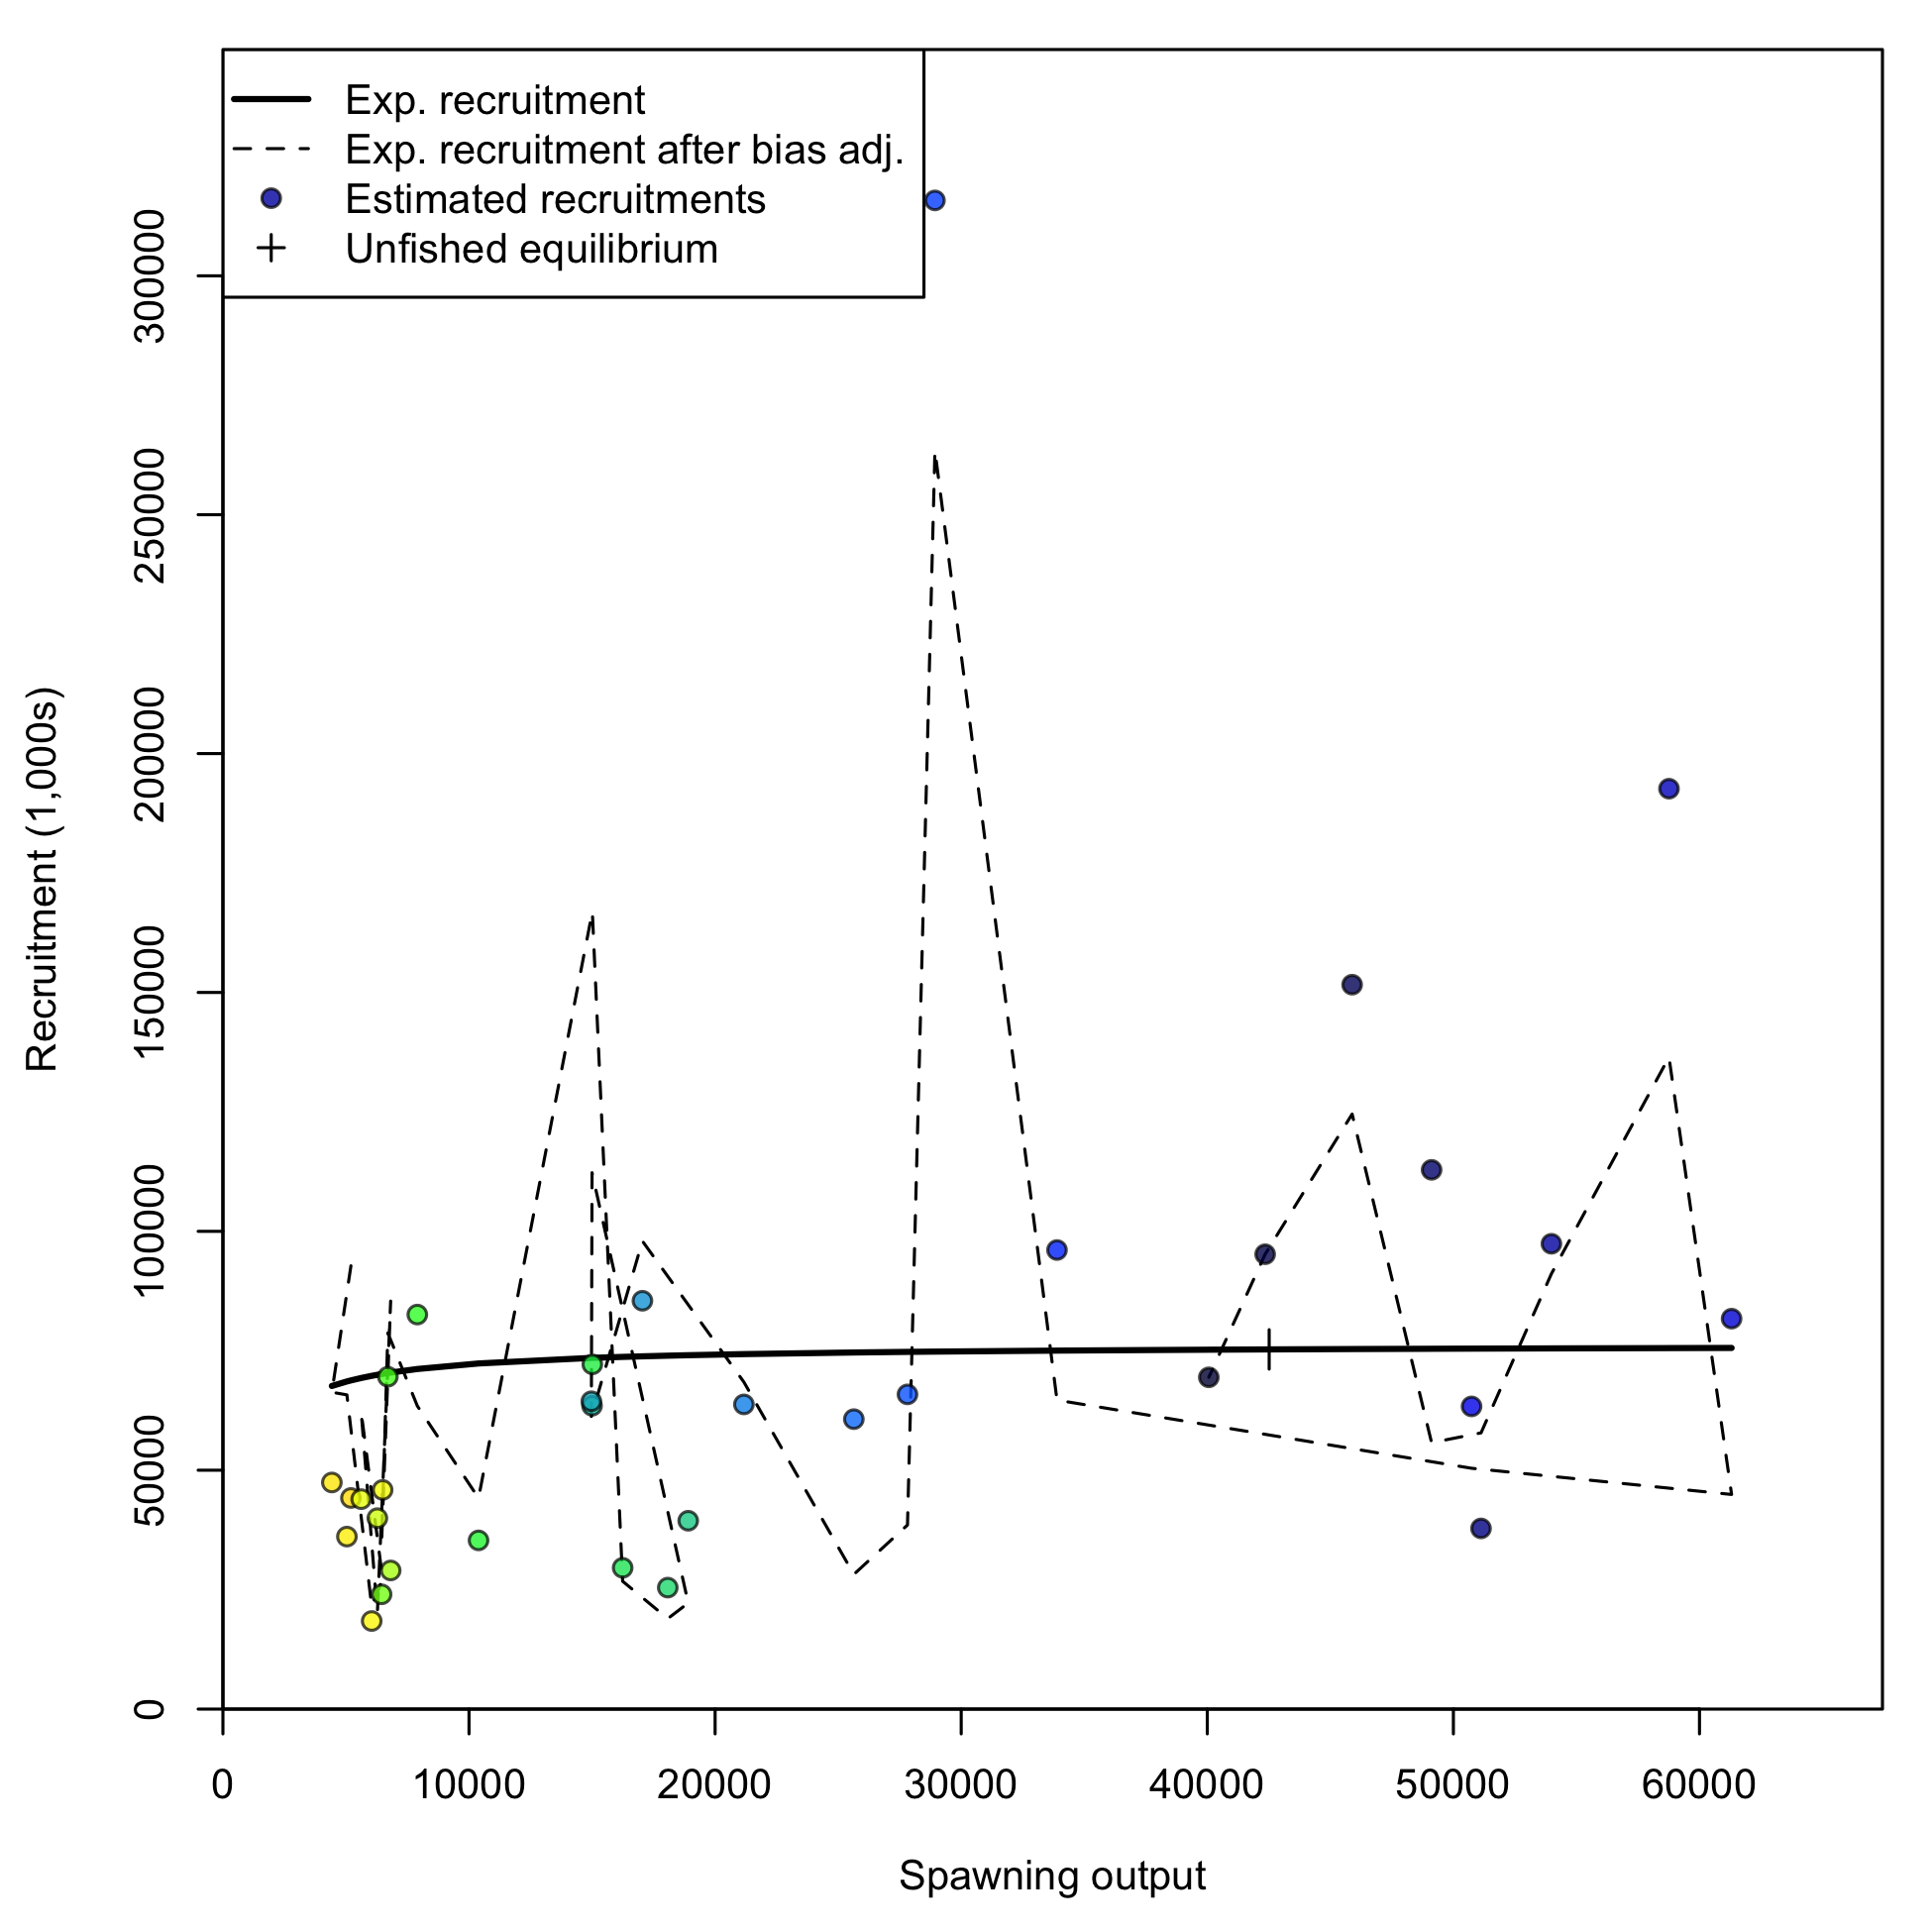 Exp. recruitment
Exp. recruitment after bias adj.
Estimated recruitments
Unfished equilibrium
Recruitment (1,000s)
300000
250000
200000
150000
100000
50000
0
0 10000 20000 30000 40000 50000 60000
Spawning output